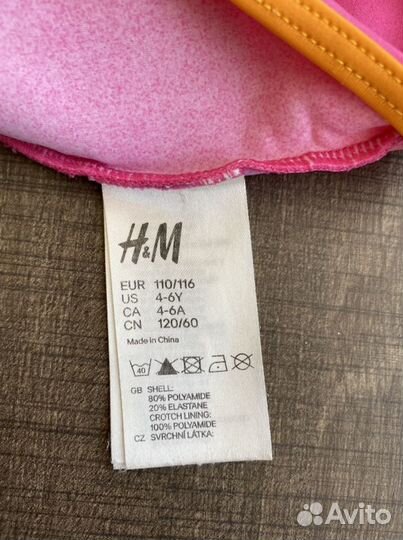 H&M
EUR 110/116
US 4-6Y
CA 4-6A
CN 120/60
Made in China
40
GB SHELL:
80% POLYAMIDE
20% ELASTANE
CROTCH LINING:
100% POLYAMIDE
CZ SVRCHNÍ LÁTKA:
Avito